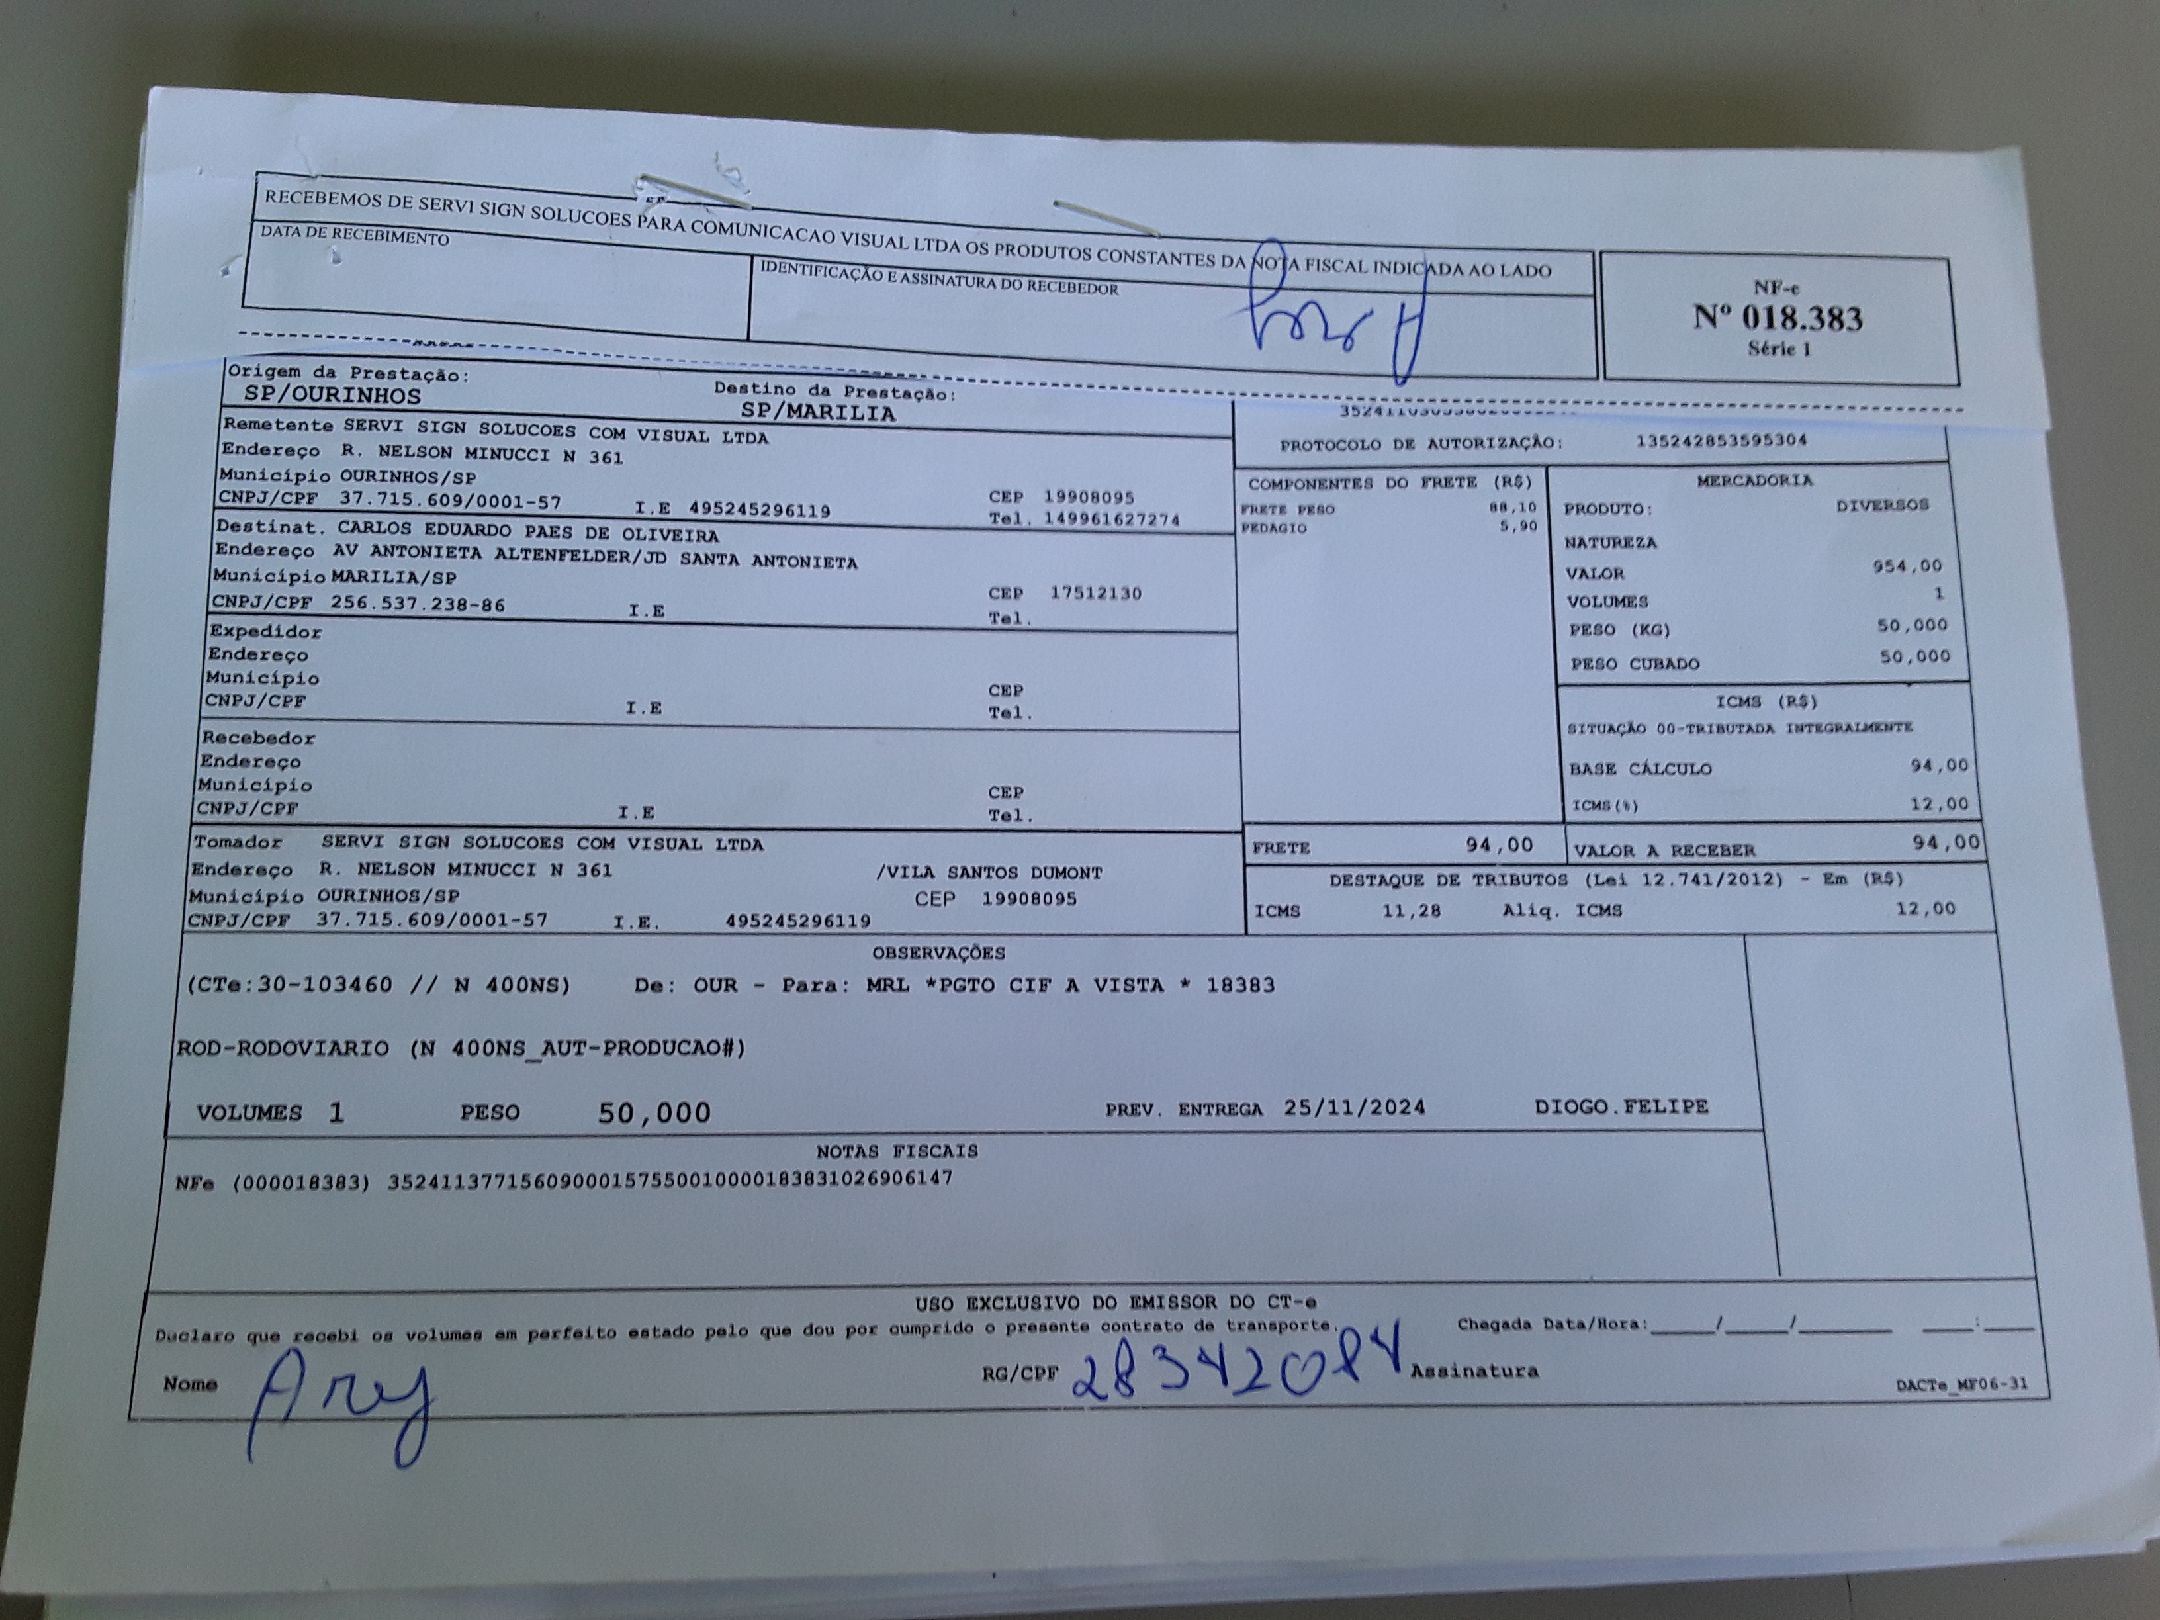 RECEBEMOS DE SERVI SIGN SOLUCOES PARA COMUNICACAO VISUAL LTDA OS PRODUTOS CONSTANTES DA NOTA FISCAL INDICADA AO LADO
DATA DE RECEBIMENTO
IDENTIFICAÇÃO E ASSINATURA DO RECEBEDOR
NF-e
Nº 018.383
Série 1
Origem da Prestação:
SP/OURINHOS
Destino da Prestação:
SP/MARILIA
PROTOCOLO DE AUTORIZAÇÃO: 135242853595304
Remetente SERVI SIGN SOLUCOES COM VISUAL LTDA
Endereço R. NELSON MINUCCI N 361
Município OURINHOS/SP
CNPJ/CPF 37.715.609/0001-57 I.E 495245296119
CEP 19908095
Tel. 149961627274
Destinat. CARLOS EDUARDO PAES DE OLIVEIRA
Endereço AV ANTONIETA ALTENFELDER/JD SANTA ANTONIETA
Município MARILIA/SP
CNPJ/CPF 256.537.238-86 I.E
CEP 17512130
Tel.
Expedidor
Endereço
Município
CNPJ/CPF I.E
CEP
Tel.
Recebedor
Endereço
Município
CNPJ/CPF I.E
CEP
Tel.
Tomador SERVI SIGN SOLUCOES COM VISUAL LTDA
Endereço R. NELSON MINUCCI N 361 /VILA SANTOS DUMONT
Município OURINHOS/SP CEP 19908095
CNPJ/CPF 37.715.609/0001-57 I.E. 495245296119
COMPONENTES DO FRETE (R$)
FRETE PESO 88,10
PEDAGIO 5,90
MERCADORIA
PRODUTO: DIVERSOS
NATUREZA
VALOR 954,00
VOLUMES 1
PESO (KG) 50,000
PESO CUBADO 50,000
ICMS (R$)
SITUAÇÃO 00-TRIBUTADA INTEGRALMENTE
BASE CÁLCULO 94,00
ICMS(%) 12,00
FRETE 94,00
VALOR A RECEBER 94,00
DESTAQUE DE TRIBUTOS (Lei 12.741/2012) - Em (R$)
ICMS 11,28 Aliq. ICMS 12,00
OBSERVAÇÕES
(CTe:30-103460 // N 400NS) De: OUR - Para: MRL *PGTO CIF A VISTA * 18383
ROD-RODOVIARIO (N 400NS_AUT-PRODUCAO#)
VOLUMES 1 PESO 50,000 PREV. ENTREGA 25/11/2024 DIOGO.FELIPE
NOTAS FISCAIS
NFe (000018383) 35241137715609000157550010000183831026906147
USO EXCLUSIVO DO EMISSOR DO CT-e
Declaro que recebi os volumes em perfeito estado pelo que dou por cumprido o presente contrato de transporte. Chegada Data/Hora:_____/_____/_______ ____:____
Nome Ary RG/CPF 28342084 Assinatura
DACTe_MF06-31